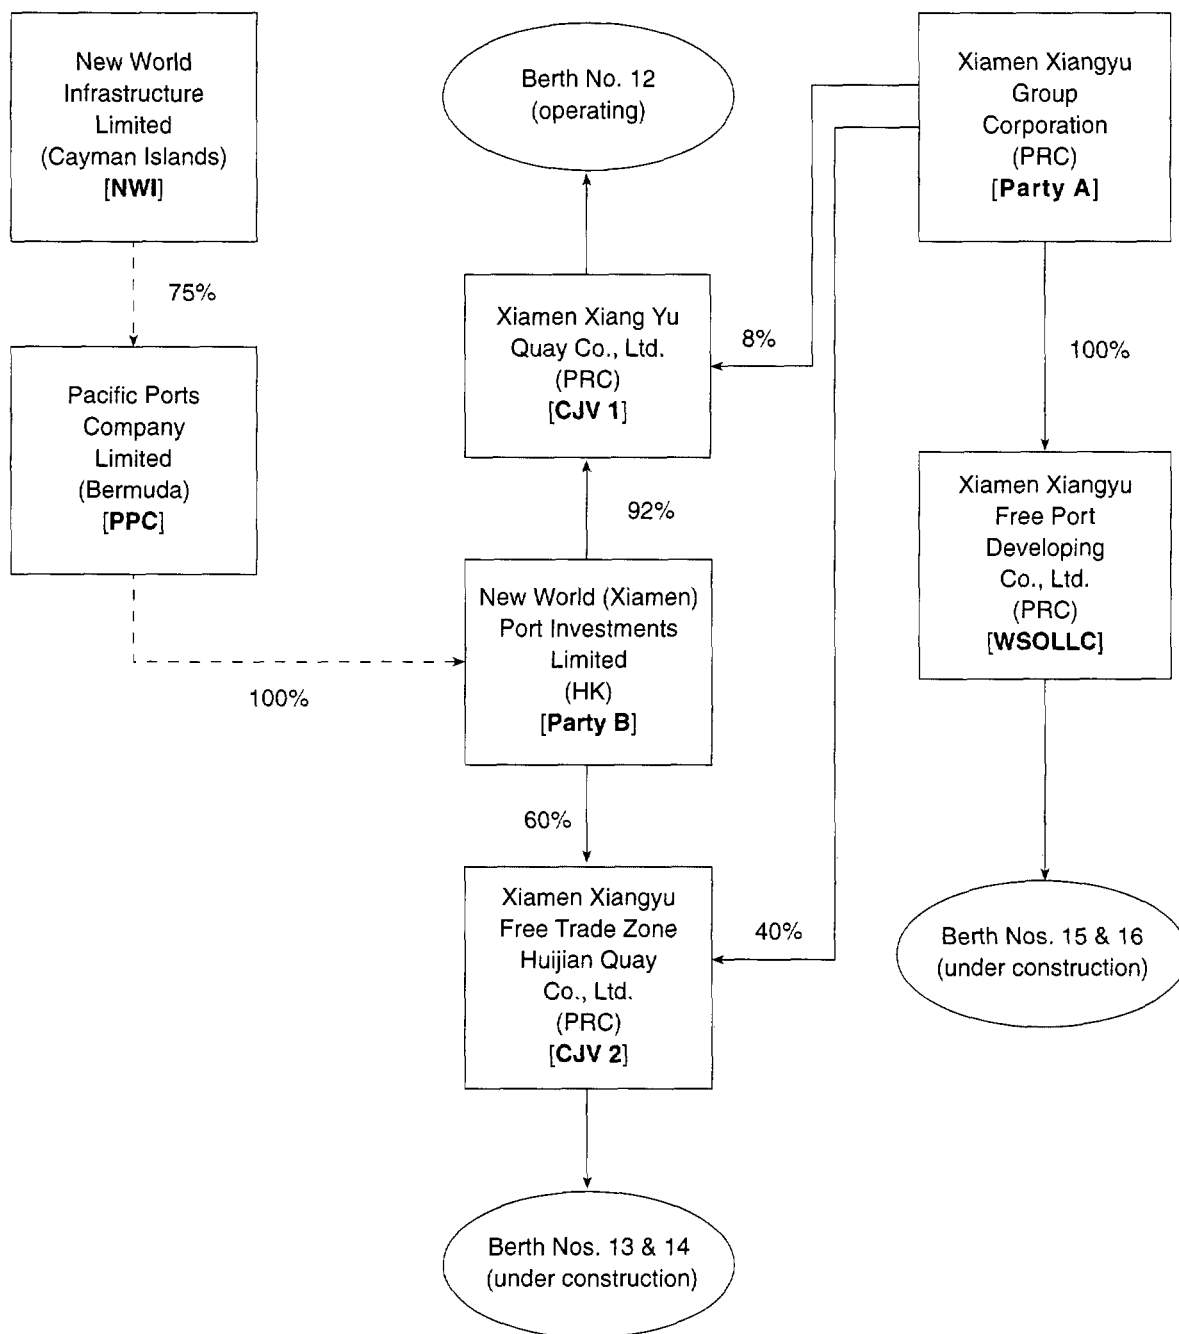 New World
Infrastructure
Limited
(Cayman Islands)
[NWI]
75%
Pacific Ports
Company
Limited
(Bermuda)
[PPC]
100%
Berth No. 12
(operating)
Xiamen Xiang Yu
Quay Co., Ltd.
(PRC)
[CJV 1]
8%
92%
New World (Xiamen)
Port Investments
Limited
(HK)
[Party B]
60%
Xiamen Xiangyu
Free Trade Zone
Huijian Quay
Co., Ltd.
(PRC)
[CJV 2]
40%
Berth Nos. 13 & 14
(under construction)
Xiamen Xiangyu
Group
Corporation
(PRC)
[Party A]
100%
Xiamen Xiangyu
Free Port
Developing
Co., Ltd.
(PRC)
[WSOLLC]
Berth Nos. 15 & 16
(under construction)